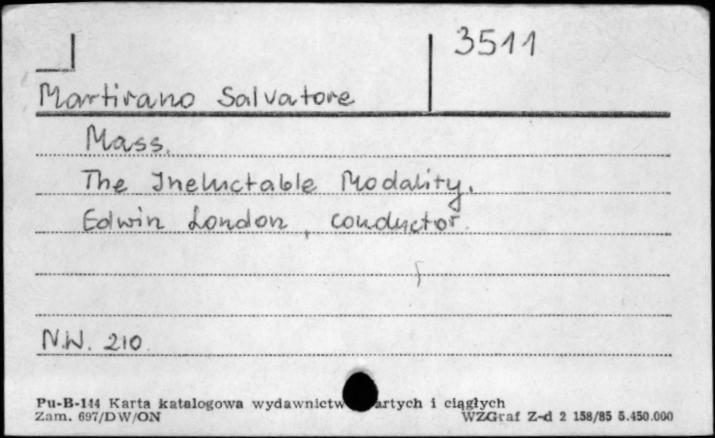 3511
Martirano Salvatore
Mass.
The Ineluctable Modality.
Edwin London, conductor.
N.W. 210.
Pu-B-144 Karta katalogowa wydawnictw artych i ciągłych
Zam. 697/DW/ON WZGraf Z-d 2 158/85 5.450.000